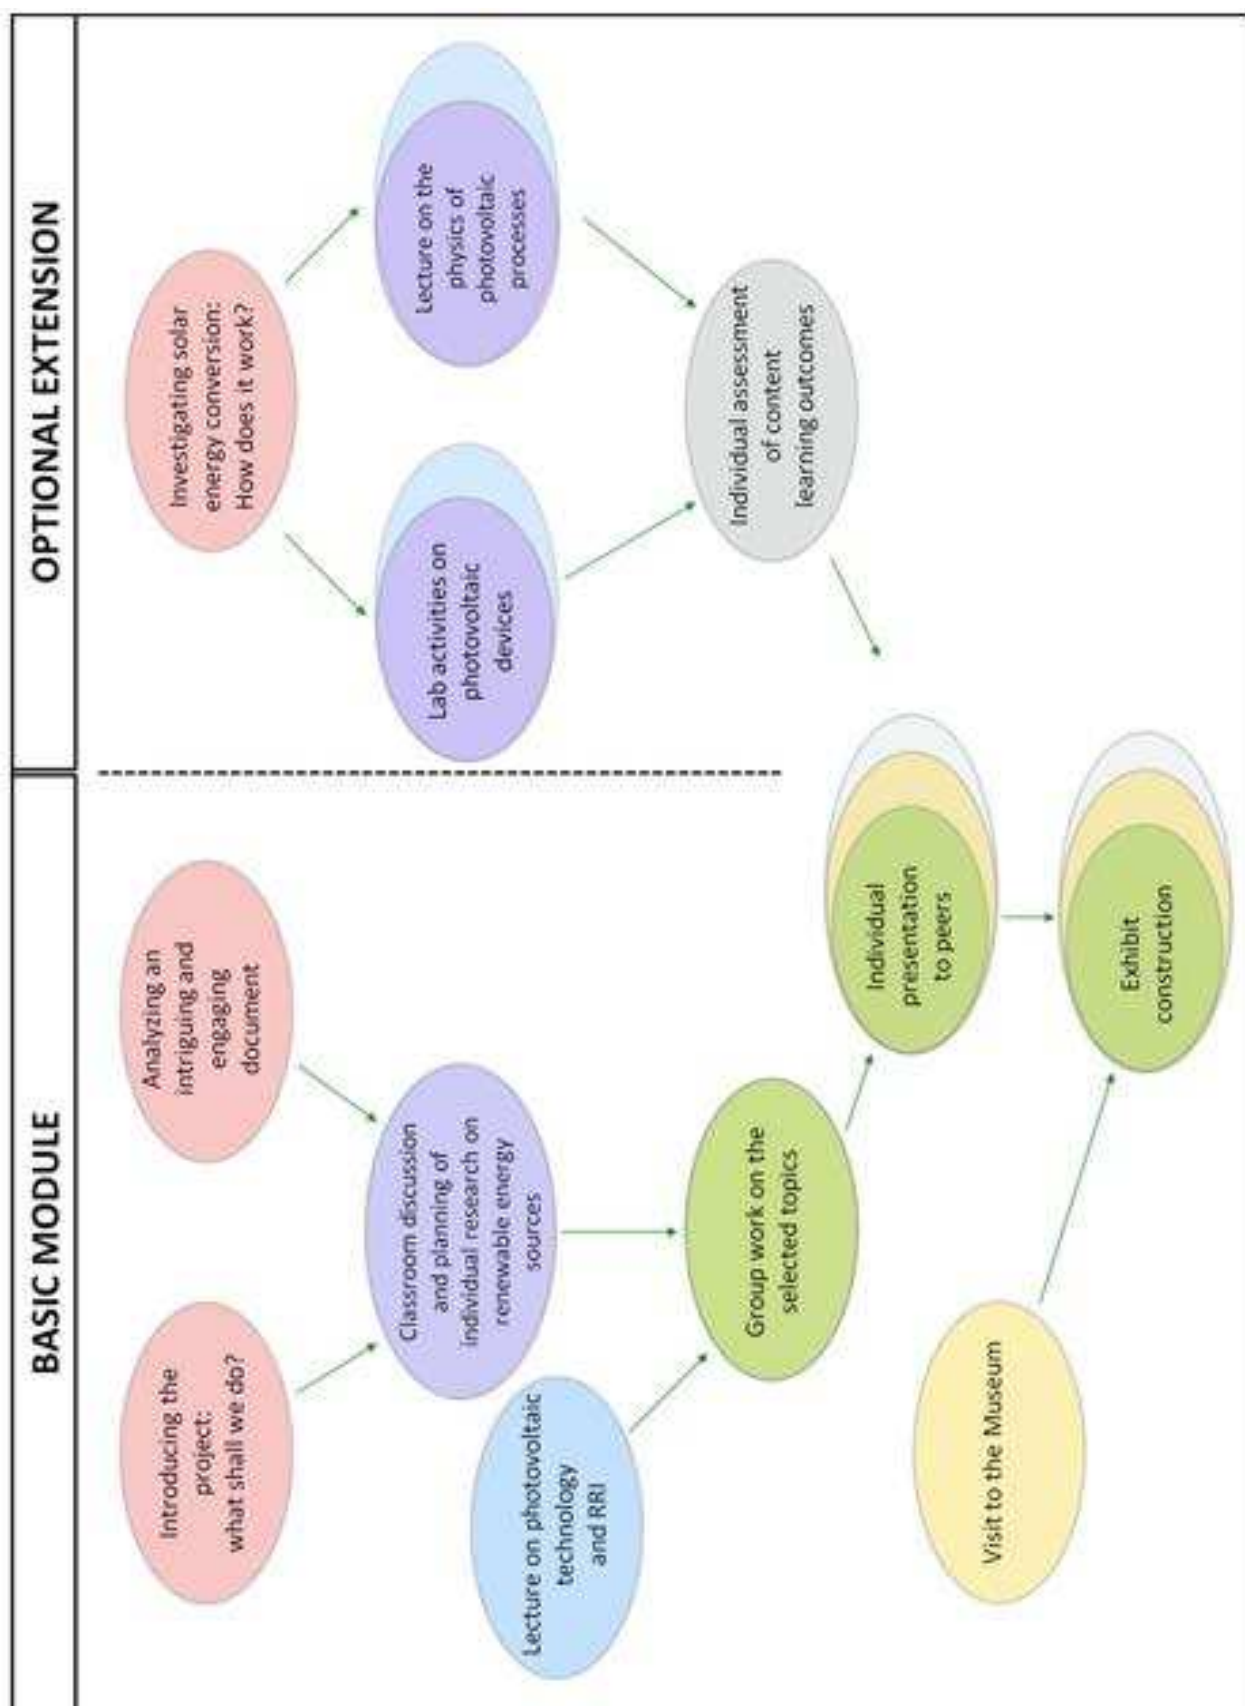 BASIC MODULE
OPTIONAL EXTENSION
Introducing the
project:
what shall we do?
Analyzing an
intriguing and
engaging
document
Investigating solar
energy conversion:
How does it work?
Classroom discussion
and planning of
individual research on
renewable energy
sources
Lab activities on
photovoltaic
devices
Lecture on the
physics of
photovoltaic
processes
Lecture on photovoltaic
technology
and RRI
Group work on the
selected topics
Individual assessment
of content
learning outcomes
Individual
presentation
to peers
Visit to the Museum
Exhibit
construction